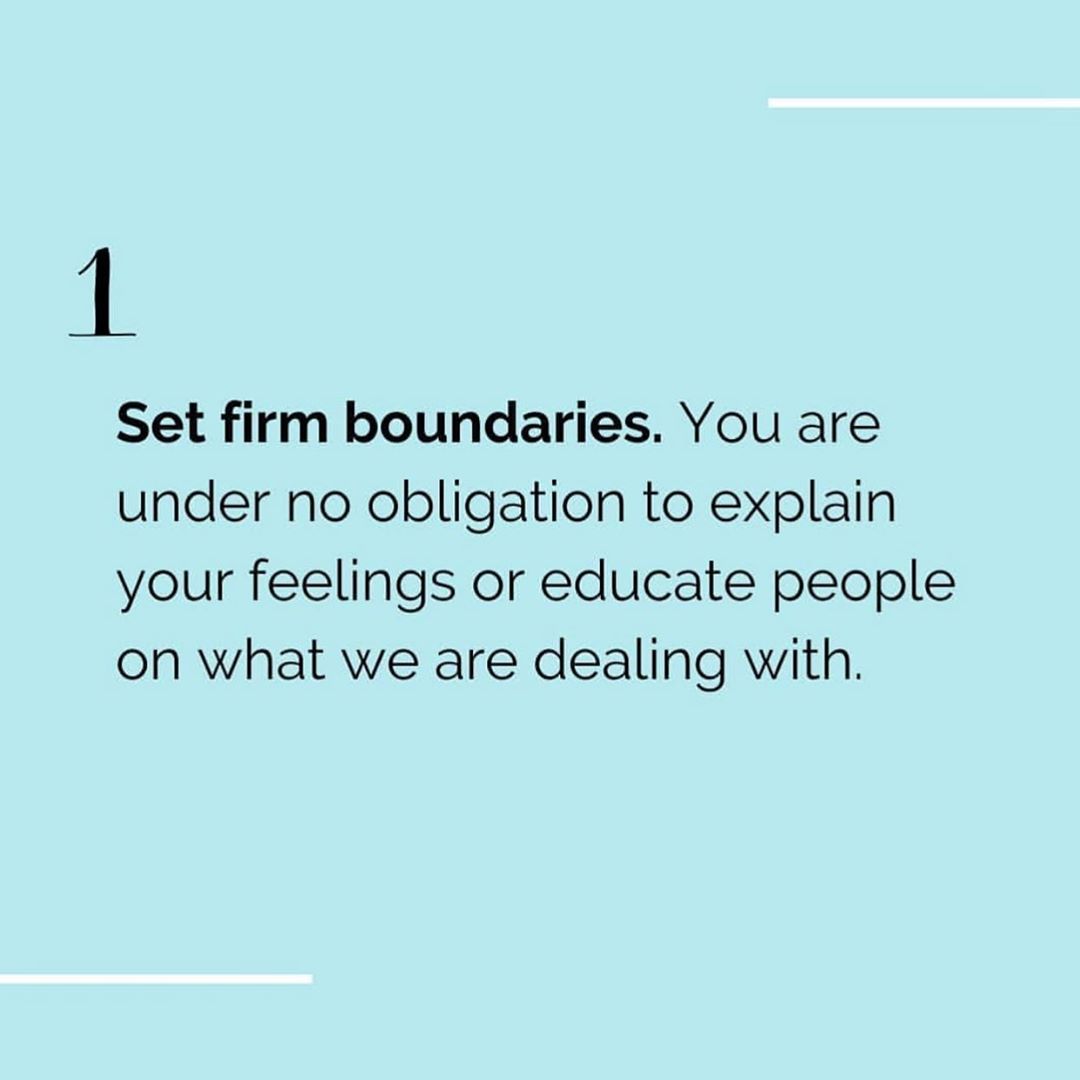 1
Set firm boundaries. You are
under no obligation to explain
your feelings or educate people
on what we are dealing with.